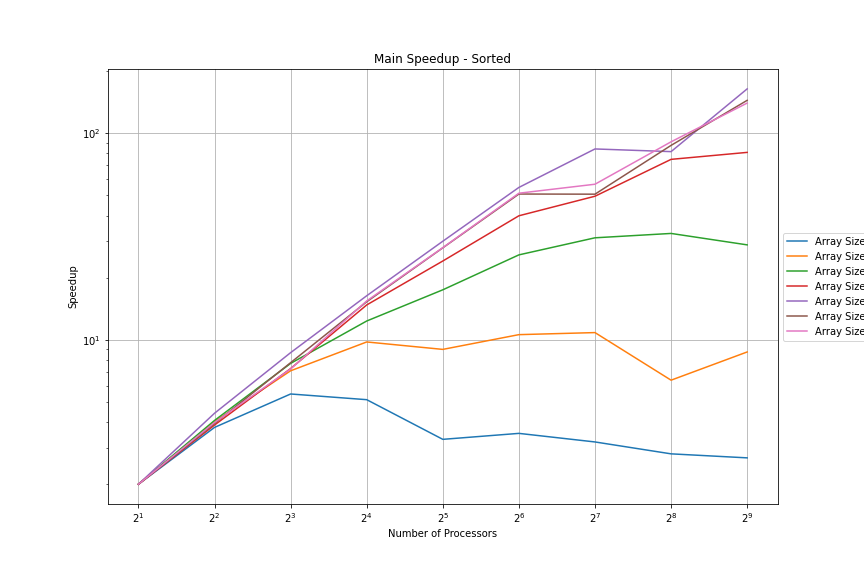 Main Speedup - Sorted
Speedup
10²
10¹
2¹ 2² 2³ 2⁴ 2⁵ 2⁶ 2⁷ 2⁸ 2⁹
Number of Processors
Array Size
Array Size
Array Size
Array Size
Array Size
Array Size
Array Size